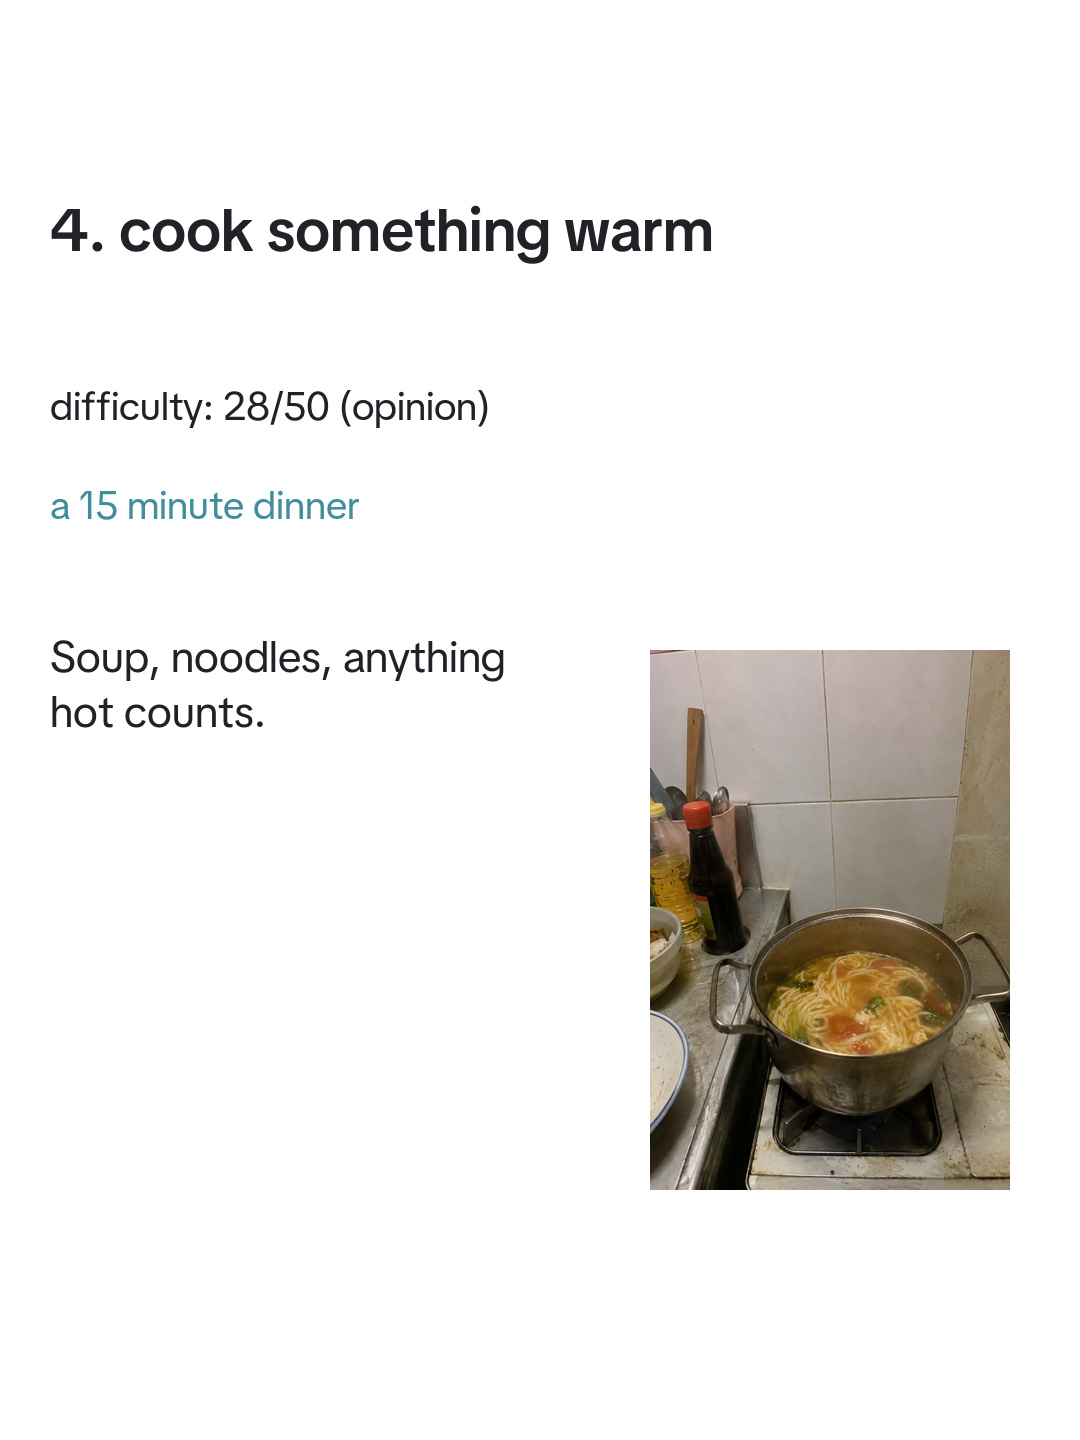 4. cook something warm
difficulty: 28/50 (opinion)
a 15 minute dinner
Soup, noodles, anything
hot counts.